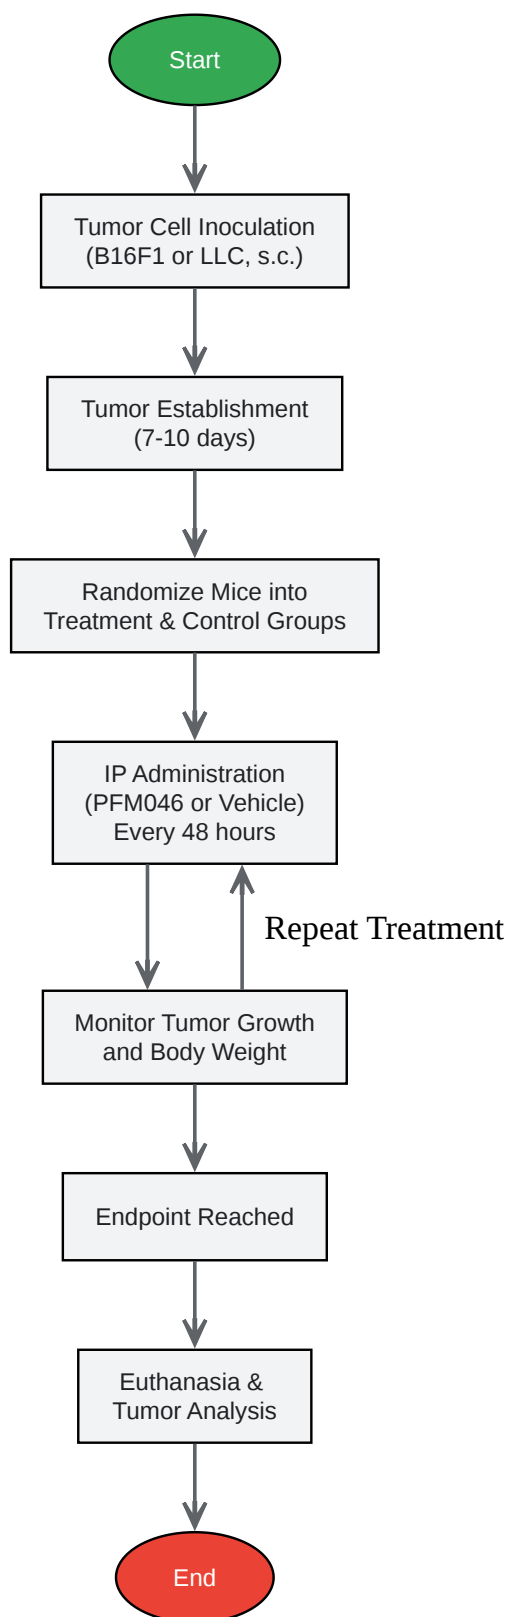 Start
Tumor Cell Inoculation
(B16F1 or LLC, s.c.)
Tumor Establishment
(7-10 days)
Randomize Mice into
Treatment & Control Groups
IP Administration
(PFM046 or Vehicle)
Every 48 hours
Repeat Treatment
Monitor Tumor Growth
and Body Weight
Endpoint Reached
Euthanasia &
Tumor Analysis
End